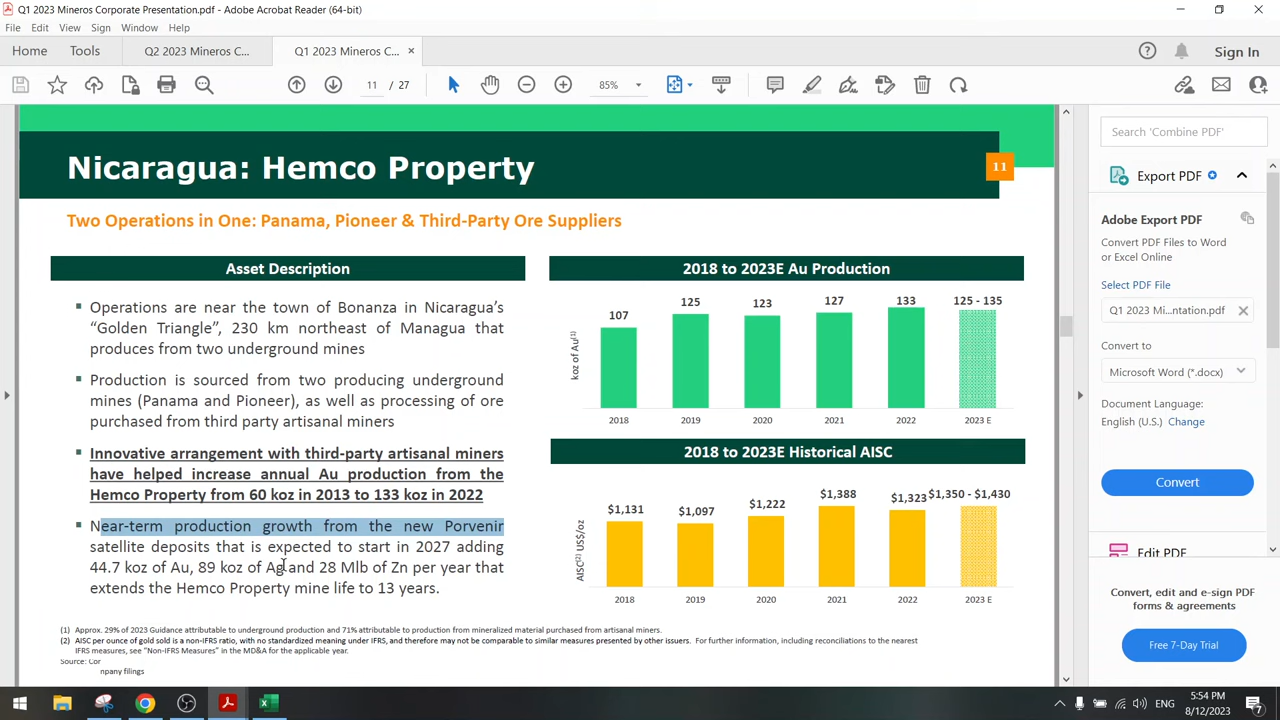 Q1 2023 Mineros Corporate Presentation.pdf - Adobe Acrobat Reader (64-bit)
File Edit View Sign Window Help
Home Tools Q2 2023 Mineros C... Q1 2023 Mineros C... × Sign In
11 / 27 85%
Nicaragua: Hemco Property
11
Two Operations in One: Panama, Pioneer & Third-Party Ore Suppliers
Asset Description
Operations are near the town of Bonanza in Nicaragua’s
“Golden Triangle”, 230 km northeast of Managua that
produces from two underground mines
Production is sourced from two producing underground
mines (Panama and Pioneer), as well as processing of ore
purchased from third party artisanal miners
Innovative arrangement with third-party artisanal miners
have helped increase annual Au production from the
Hemco Property from 60 koz in 2013 to 133 koz in 2022
Near-term production growth from the new Porvenir
satellite deposits that is expected to start in 2027 adding
44.7 koz of Au, 89 koz of Ag and 28 Mlb of Zn per year that
extends the Hemco Property mine life to 13 years.
2018 to 2023E Au Production
koz of Au(1)
107 125 123 127 133 125 - 135
2018 2019 2020 2021 2022 2023 E
2018 to 2023E Historical AISC
AISC(2) US$/oz
$1,131 $1,097 $1,222 $1,388 $1,323 $1,350 - $1,430
2018 2019 2020 2021 2022 2023 E
(1) Approx. 29% of 2023 Guidance attributable to underground production and 71% attributable to production from mineralized material purchased from artisanal miners.
(2) AISC per ounce of gold sold is a non-IFRS ratio, with no standardized meaning under IFRS, and therefore may not be comparable to similar measures presented by other issuers. For further information, including reconciliations to the nearest
IFRS measures, see “Non-IFRS Measures” in the MD&A for the applicable year.
Source: Cor
npany filings
Search 'Combine PDF'
Export PDF
Adobe Export PDF
Convert PDF Files to Word
or Excel Online
Select PDF File
Q1 2023 Mi...ntation.pdf
Convert to
Microsoft Word (*.docx)
Document Language:
English (U.S.) Change
Convert
Edit PDF
Convert, edit and e-sign PDF
forms & agreements
Free 7-Day Trial
ENG
5:54 PM
8/12/2023
7